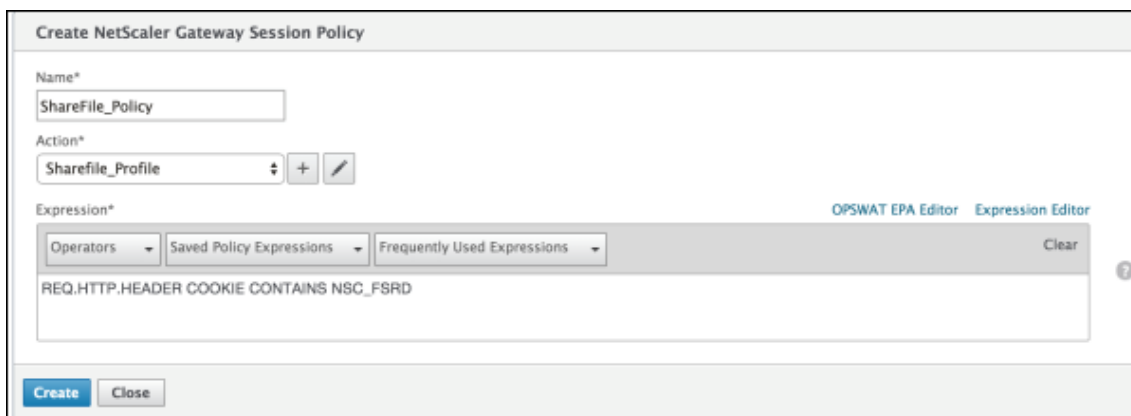 Create NetScaler Gateway Session Policy
Name*
ShareFile_Policy
Action*
Sharefile_Profile +
Expression* OPSWAT EPA Editor Expression Editor
Operators Saved Policy Expressions Frequently Used Expressions Clear
?
REQ.HTTP.HEADER COOKIE CONTAINS NSC_FSRD
Create Close